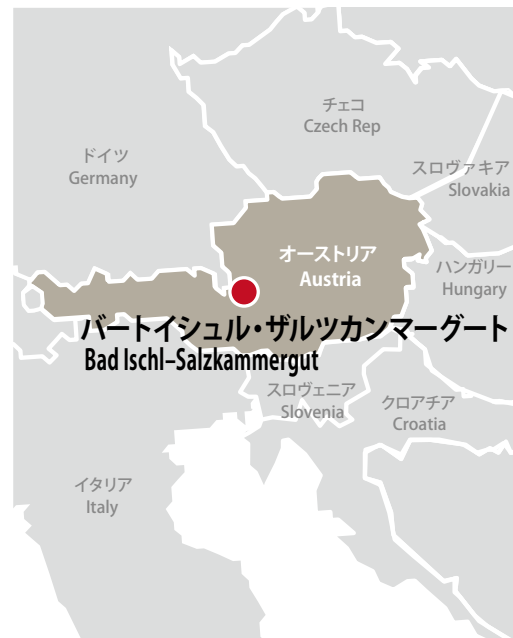 チェコ
Czech Rep
ドイツ
Germany
スロヴァキア
Slovakia
オーストリア
Austria
ハンガリー
Hungary
バートイシュル・ザルツカンマーグート
Bad Ischl–Salzkammergut
スロヴェニア
Slovenia
クロアチア
Croatia
イタリア
Italy